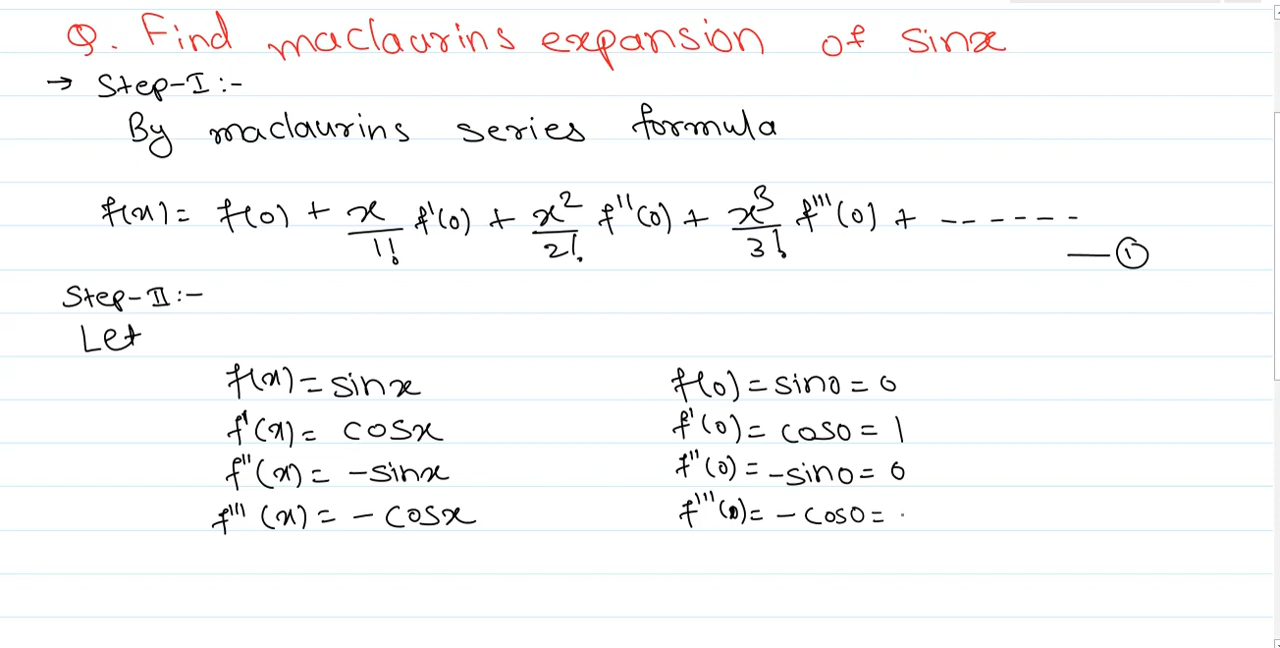 Q. Find maclaurins expansion of sinx
→ Step-I :-
By maclaurins series formula
f(x) = f(0) + x/1! f'(0) + x²/2! f''(0) + x³/3! f'''(0) + ------
—①
Step-II :-
Let
f(x) = sinx f(0) = sin0 = 0
f'(x) = cosx f'(0) = cos0 = 1
f''(x) = -sinx f''(0) = -sin0 = 0
f'''(x) = - cosx f'''(0) = - cos0 =